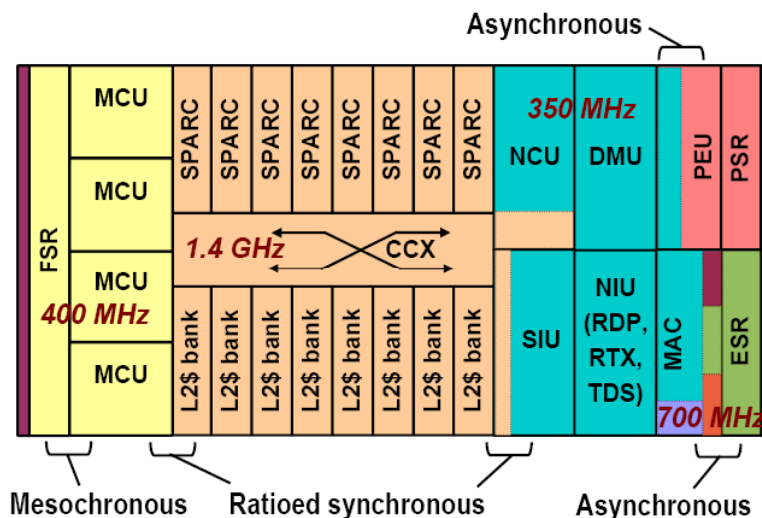 Asynchronous
MCU
MCU
MCU
MCU
FSR
400 MHz
SPARC
SPARC
SPARC
SPARC
SPARC
SPARC
SPARC
SPARC
1.4 GHz
CCX
L2$ bank
L2$ bank
L2$ bank
L2$ bank
L2$ bank
L2$ bank
L2$ bank
L2$ bank
350 MHz
NCU
DMU
PEU
PSR
SIU
NIU
(RDP,
RTX,
TDS)
MAC
ESR
700 MHz
Mesochronous
Ratioed synchronous
Asynchronous